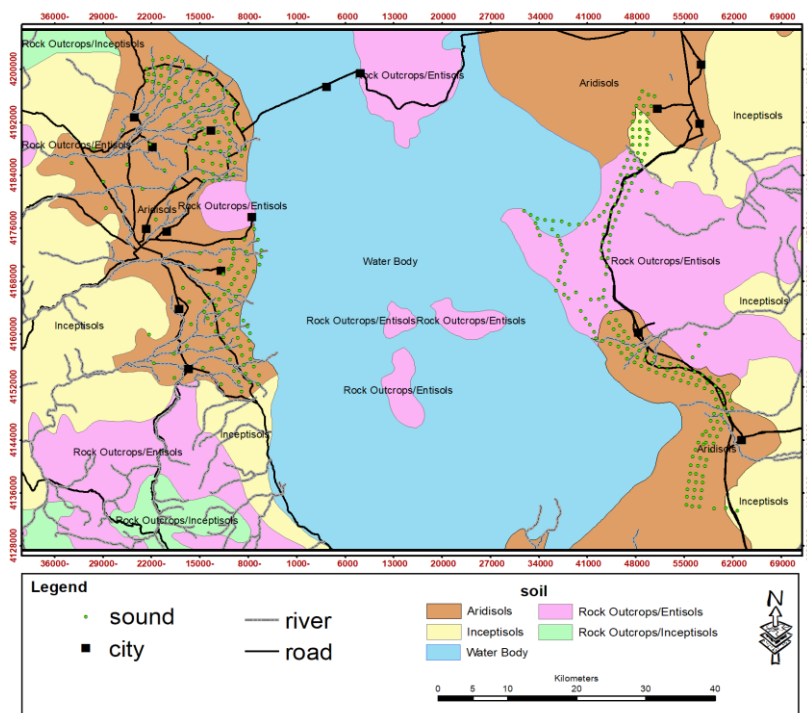 36000 29000 22000 15000 8000 1000 6000 13000 20000 27000 34000 41000 48000 55000 62000 69000
4200000
4192000
4184000
4176000
4168000
4160000
4152000
4144000
4136000
4128000
Rock Outcrops/Inceptisols
Rock Outcrops/Entisols
Aridisols
Inceptisols
Rock Outcrops/Entisols
Aridisols
Rock Outcrops/Entisols
Water Body
Rock Outcrops/Entisols
Inceptisols
Rock Outcrops/Entisols
Rock Outcrops/Entisols
Inceptisols
Inceptisols
Rock Outcrops/Entisols
Inceptisols
Rock Outcrops/Entisols
Aridisols
Inceptisols
Rock Outcrops/Inceptisols
36000 29000 22000 15000 8000 1000 6000 13000 20000 27000 34000 41000 48000 55000 62000 69000
Legend
sound
city
river
road
soil
Aridisols
Inceptisols
Water Body
Rock Outcrops/Entisols
Rock Outcrops/Inceptisols
N
Kilometers
0 5 10 20 30 40